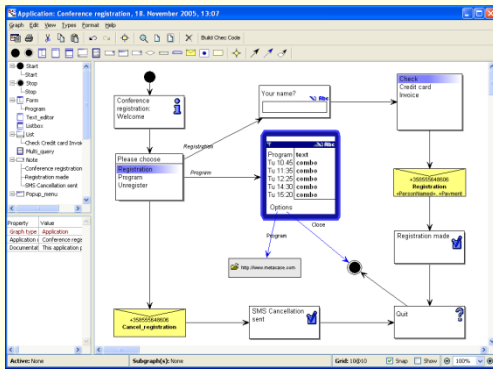 Application: Conference registration, 18. November 2005, 13:07
Graph Edit View Types Format Help
Build Chec Code
Start
Start
Stop
Stop
Form
Program
Text_editor
Listbox
List
Check Credit card Invoi
Multi_query
Note
Conference registration
Registration made
SMS Cancellation sent
Popup_menu
Property Value
Graph type Application
Application Conference regis
Documentat This application p
Conference
registration:
Welcome
Please choose
Registration
Program
Unregister
Registration
Program
Your name?
Abc
Check
Credit card
Invoice
Abc
Program text
Tu 10.45 combo
Tu 11:35 combo
Tu 12:25 combo
Tu 14:30 combo
Tu 15:20 combo
Options
Program
Close
http://www.metacase.com
+358555648606
Registration
+358555648606
Cancel_registration
Registration made
SMS Cancellation
sent
Quit
Active: None
Subgraph(s): None
Grid: 10@10
Snap
Show
100%